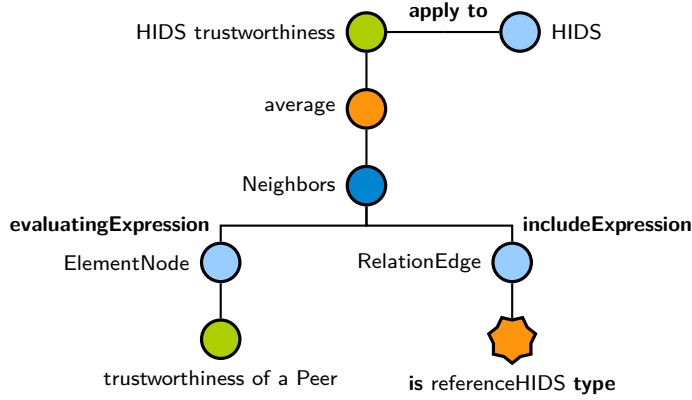 apply to
HIDS trustworthiness
HIDS
average
Neighbors
evaluatingExpression
includeExpression
ElementNode
RelationEdge
trustworthiness of a Peer
is referenceHIDS type